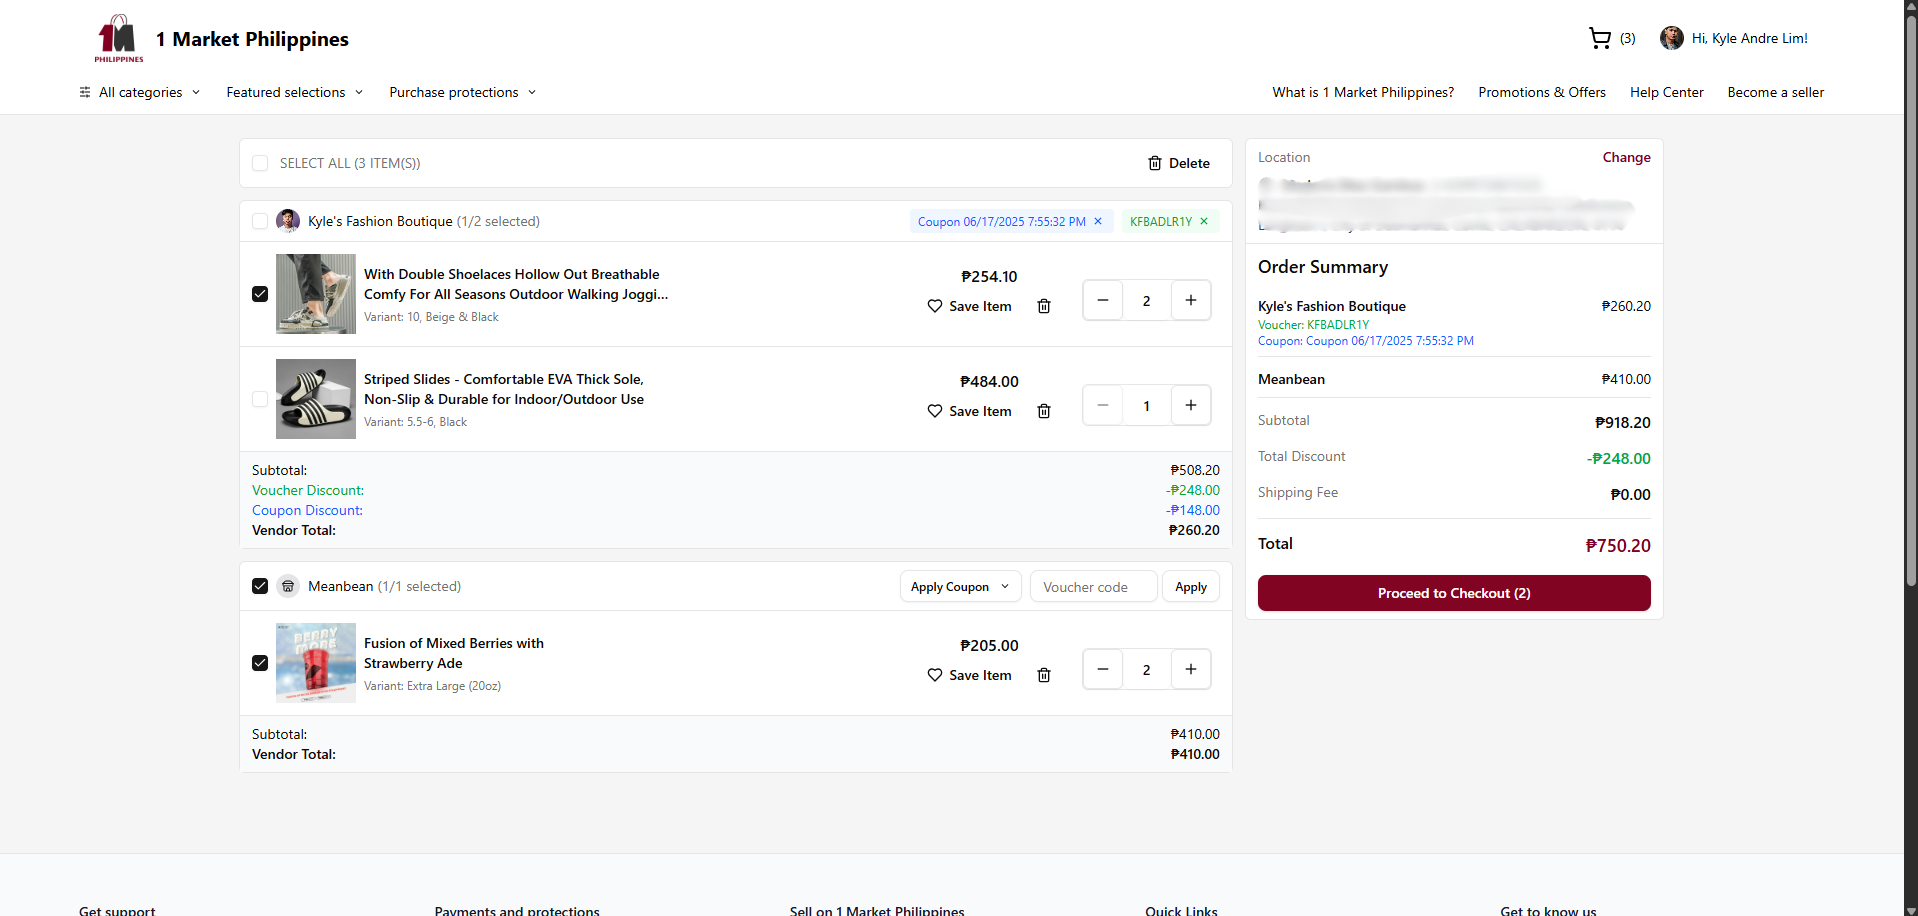 PHILIPPINES
1 Market Philippines
(3)
Hi, Kyle Andre Lim!
All categories
Featured selections
Purchase protections
What is 1 Market Philippines?
Promotions & Offers
Help Center
Become a seller
SELECT ALL (3 ITEM(S))
Delete
Kyle's Fashion Boutique (1/2 selected)
Coupon 06/17/2025 7:55:32 PM ×
KFBADLR1Y ×
With Double Shoelaces Hollow Out Breathable
Comfy For All Seasons Outdoor Walking Joggi...
Variant: 10, Beige & Black
₱254.10
Save Item
2
Striped Slides - Comfortable EVA Thick Sole,
Non-Slip & Durable for Indoor/Outdoor Use
Variant: 5.5-6, Black
₱484.00
Save Item
1
Subtotal: ₱508.20
Voucher Discount: -₱248.00
Coupon Discount: -₱148.00
Vendor Total: ₱260.20
Meanbean (1/1 selected)
Apply Coupon
Voucher code
Apply
BERRY
MORE
Fusion of Mixed Berries with
Strawberry Ade
Variant: Extra Large (20oz)
₱205.00
Save Item
2
Subtotal: ₱410.00
Vendor Total: ₱410.00
Location
Change
Order Summary
Kyle's Fashion Boutique ₱260.20
Voucher: KFBADLR1Y
Coupon: Coupon 06/17/2025 7:55:32 PM
Meanbean ₱410.00
Subtotal ₱918.20
Total Discount -₱248.00
Shipping Fee ₱0.00
Total ₱750.20
Proceed to Checkout (2)
Get support
Payments and protections
Sell on 1 Market Philippines
Quick Links
Get to know us